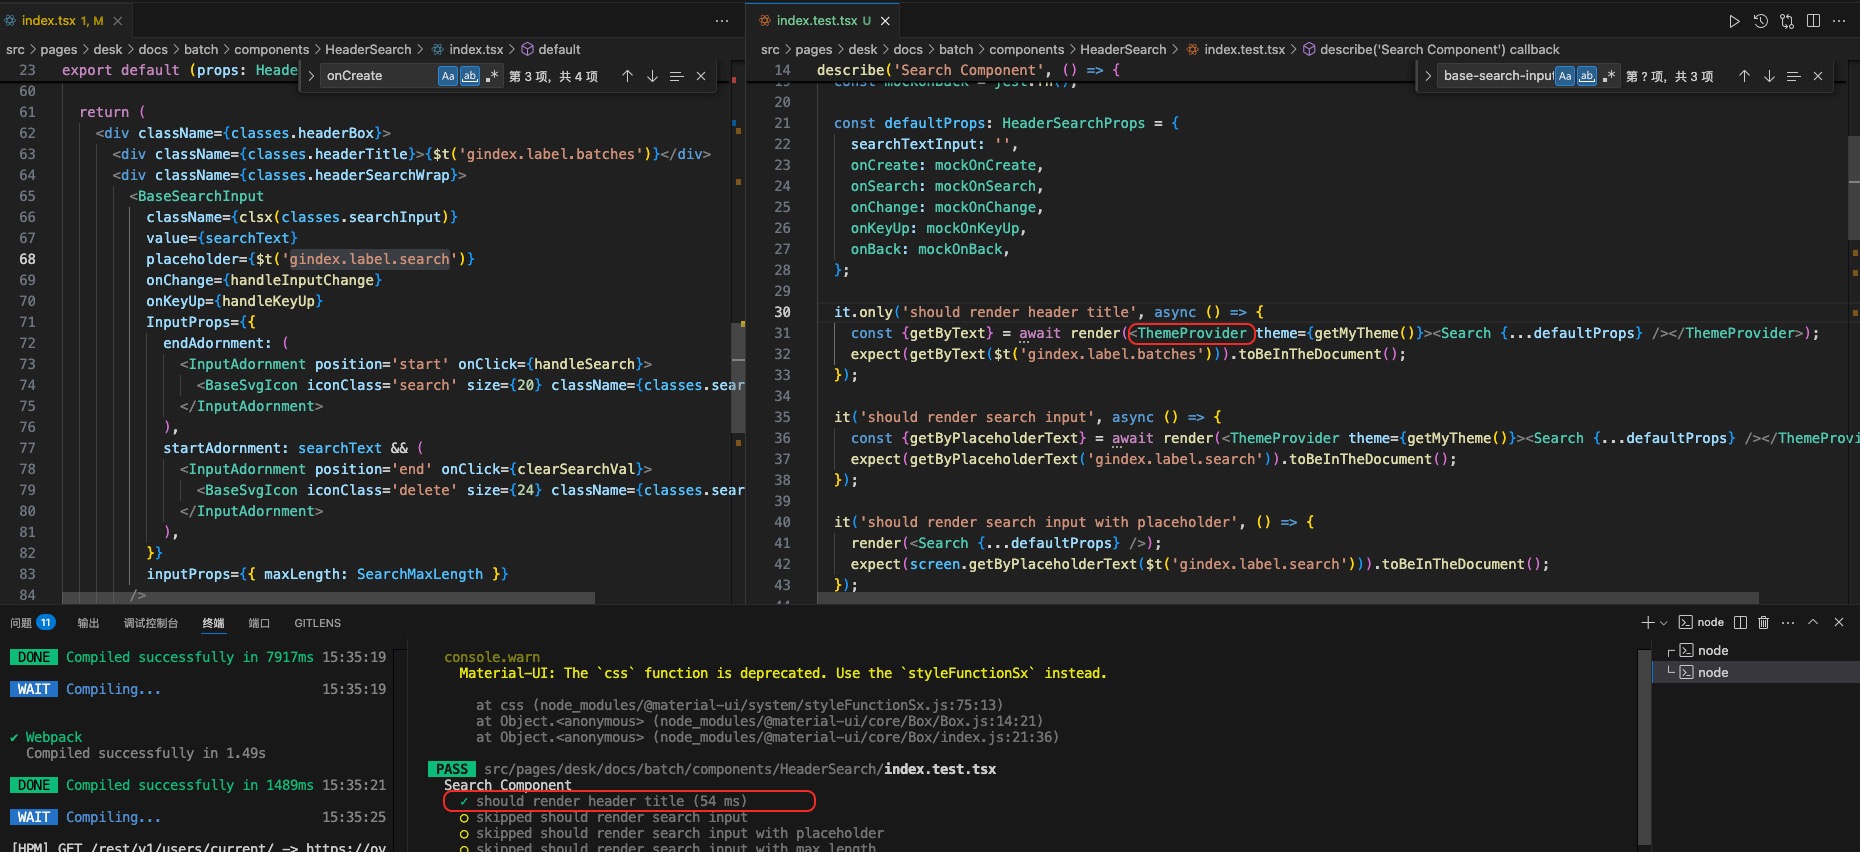 index.tsx 1, M
src > pages > desk > docs > batch > components > HeaderSearch > index.tsx > default
23 export default (props: Heade
onCreate Aa ab .* 第 3 项，共 4 项
60
61 return (
62 <div className={classes.headerBox}>
63 <div className={classes.headerTitle}>{$t('gindex.label.batches')}</div>
64 <div className={classes.headerSearchWrap}>
65 <BaseSearchInput
66 className={clsx(classes.searchInput)}
67 value={searchText}
68 placeholder={$t('gindex.label.search')}
69 onChange={handleInputChange}
70 onKeyUp={handleKeyUp}
71 InputProps={{
72 endAdornment: (
73 <InputAdornment position='start' onClick={handleSearch}>
74 <BaseSvgIcon iconClass='search' size={20} className={classes.sear
75 </InputAdornment>
76 ),
77 startAdornment: searchText && (
78 <InputAdornment position='end' onClick={clearSearchVal}>
79 <BaseSvgIcon iconClass='delete' size={24} className={classes.sear
80 </InputAdornment>
81 ),
82 }}
83 inputProps={{ maxLength: SearchMaxLength }}
84 />
index.test.tsx U
src > pages > desk > docs > batch > components > HeaderSearch > index.test.tsx > describe('Search Component') callback
14 describe('Search Component', () => {
base-search-input Aa ab .* 第 ? 项，共 3 项
19 const mockOnBack = jest.fn();
20
21 const defaultProps: HeaderSearchProps = {
22 searchTextInput: '',
23 onCreate: mockOnCreate,
24 onSearch: mockOnSearch,
25 onChange: mockOnChange,
26 onKeyUp: mockOnKeyUp,
27 onBack: mockOnBack,
28 };
29
30 it.only('should render header title', async () => {
31 const {getByText} = await render(<ThemeProvider theme={getMyTheme()}><Search {...defaultProps} /></ThemeProvider>);
32 expect(getByText($t('gindex.label.batches'))).toBeInTheDocument();
33 });
34
35 it('should render search input', async () => {
36 const {getByPlaceholderText} = await render(<ThemeProvider theme={getMyTheme()}><Search {...defaultProps} /></ThemeProvi
37 expect(getByPlaceholderText('gindex.label.search')).toBeInTheDocument();
38 });
39
40 it('should render search input with placeholder', () => {
41 render(<Search {...defaultProps} />);
42 expect(screen.getByPlaceholderText($t('gindex.label.search'))).toBeInTheDocument();
43 });
问题 11 输出 调试控制台 终端 端口 GITLENS
node
DONE Compiled successfully in 7917ms 15:35:19
WAIT Compiling... 15:35:19
✔ Webpack
Compiled successfully in 1.49s
DONE Compiled successfully in 1489ms 15:35:21
WAIT Compiling... 15:35:25
[HPM] GET /rest/v1/users/current/ -> https://ov
console.warn
Material-UI: The `css` function is deprecated. Use the `styleFunctionSx` instead.
at css (node_modules/@material-ui/system/styleFunctionSx.js:75:13)
at Object.<anonymous> (node_modules/@material-ui/core/Box/Box.js:14:21)
at Object.<anonymous> (node_modules/@material-ui/core/Box/index.js:21:36)
PASS src/pages/desk/docs/batch/components/HeaderSearch/index.test.tsx
Search Component
✓ should render header title (54 ms)
○ skipped should render search input
○ skipped should render search input with placeholder
○ skipped should render search input with max length
node
node